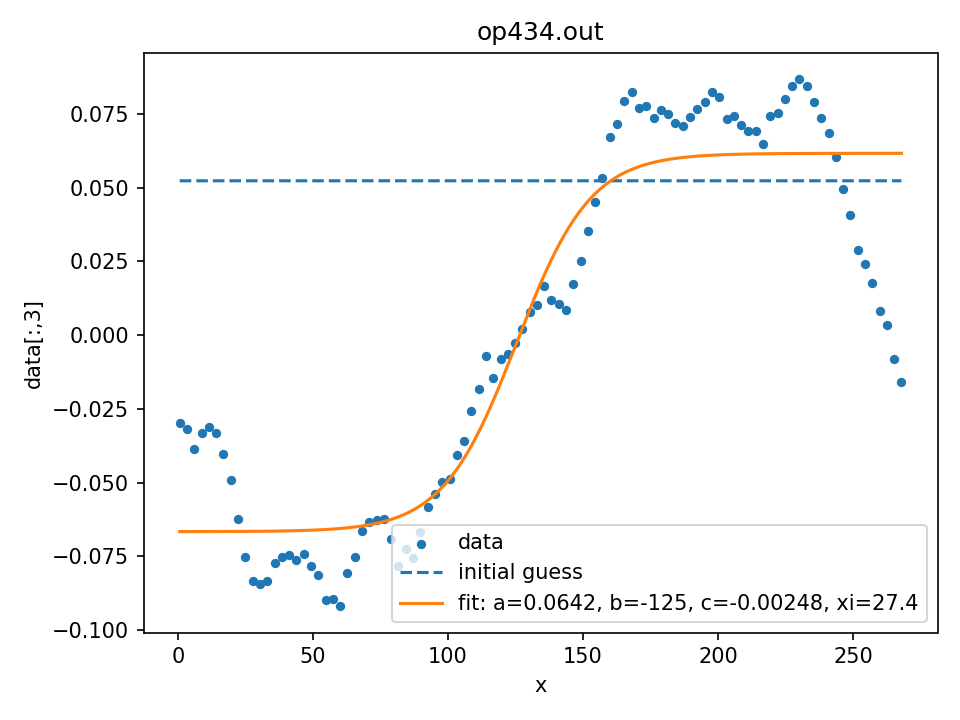 op434.out
0.075
0.050
0.025
0.000
−0.025
−0.050
−0.075
−0.100
data[:,3]
data
initial guess
fit: a=0.0642, b=-125, c=-0.00248, xi=27.4
0 50 100 150 200 250
x